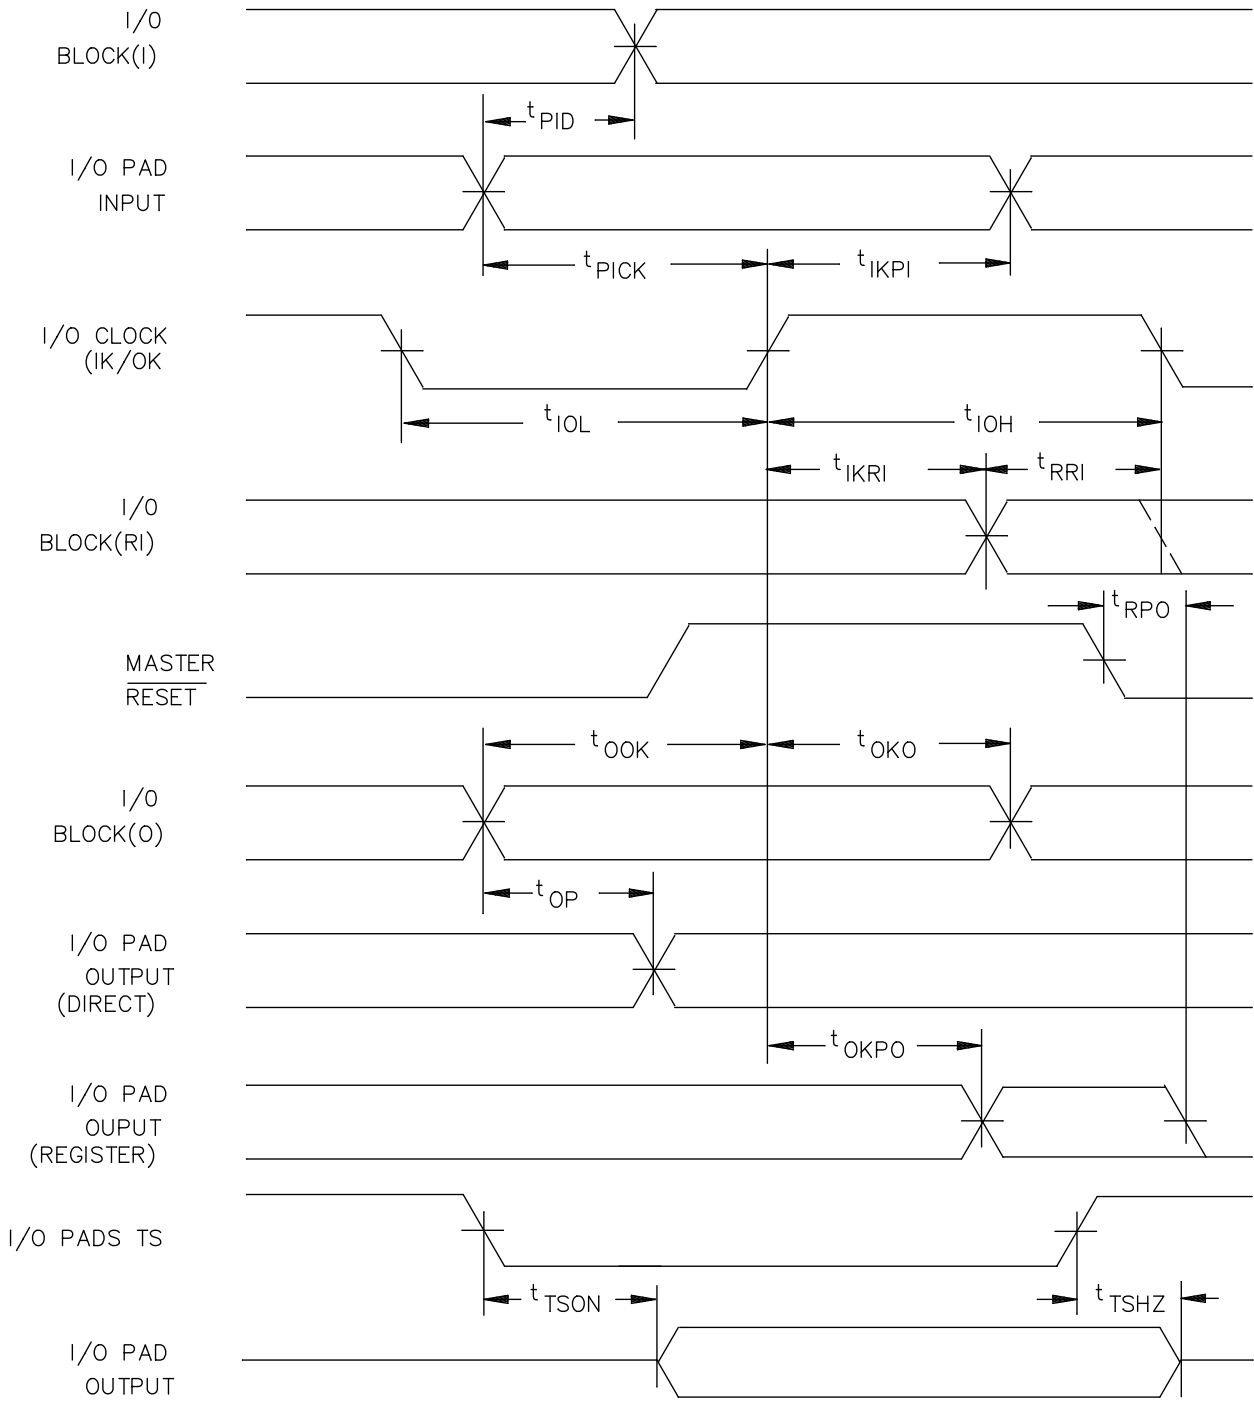 I/O
BLOCK(I)
tPID
I/O PAD
INPUT
tPICK
tIKPI
I/O CLOCK
(IK/OK
tIOL
tIOH
tIKRI
tRRI
I/O
BLOCK(RI)
tRPO
MASTER
RESET
tOOK
tOKO
I/O
BLOCK(O)
tOP
I/O PAD
OUTPUT
(DIRECT)
tOKPO
I/O PAD
OUPUT
(REGISTER)
I/O PADS TS
tTSON
tTSHZ
I/O PAD
OUTPUT